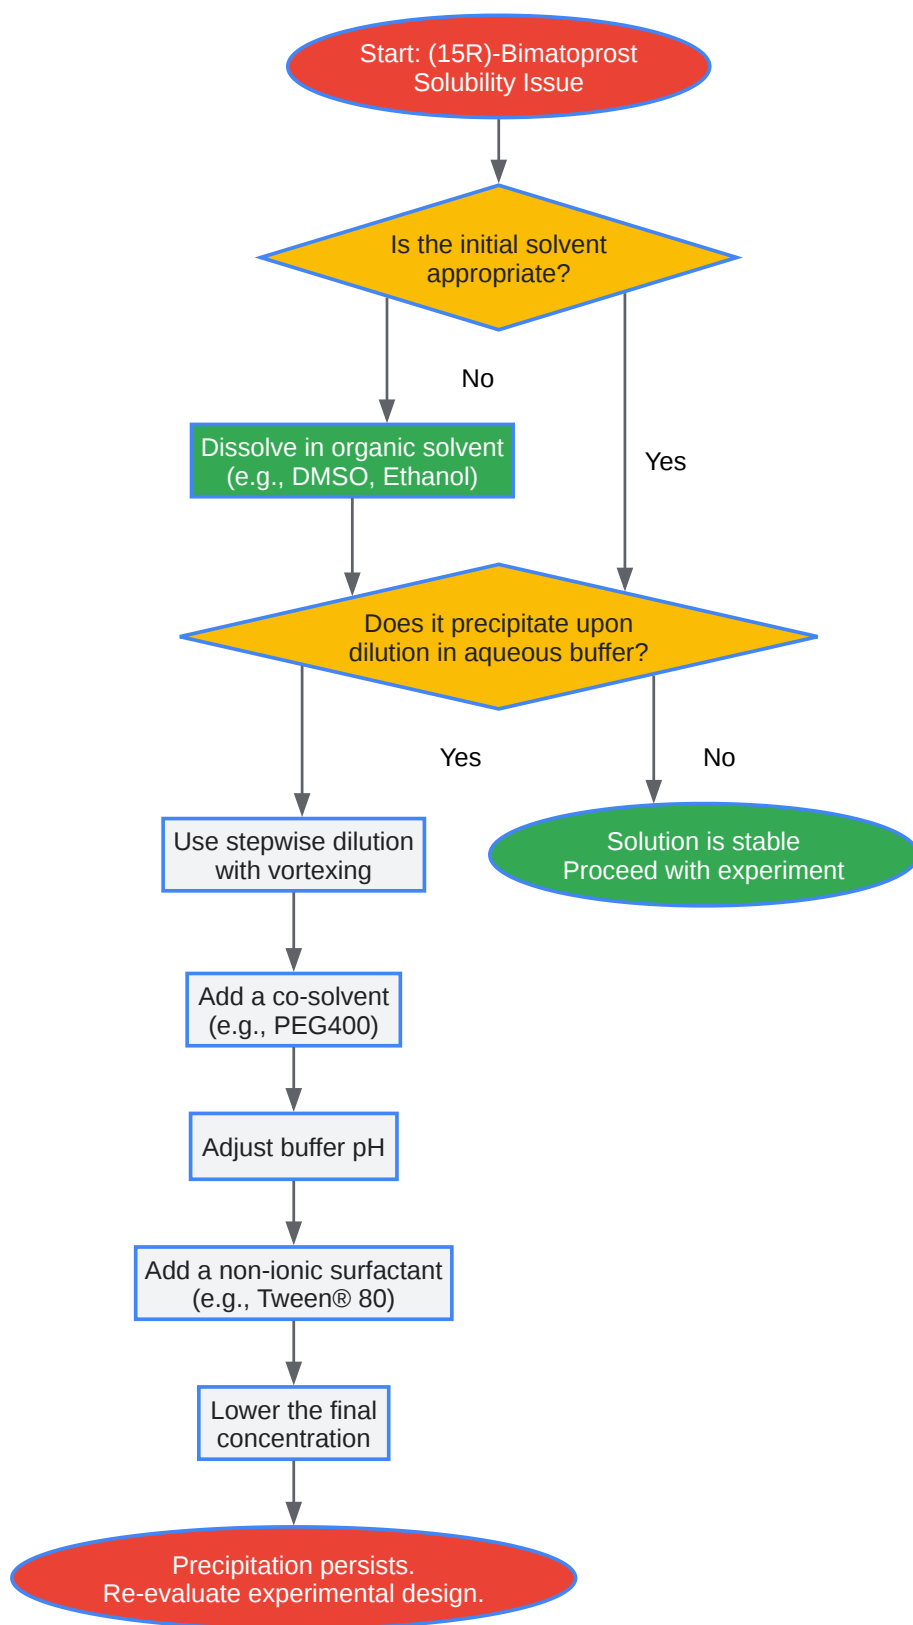 Start: (15R)-Bimatoprost
Solubility Issue
Is the initial solvent
appropriate?
No
Dissolve in organic solvent
(e.g., DMSO, Ethanol)
Yes
Does it precipitate upon
dilution in aqueous buffer?
Yes
No
Use stepwise dilution
with vortexing
Solution is stable
Proceed with experiment
Add a co-solvent
(e.g., PEG400)
Adjust buffer pH
Add a non-ionic surfactant
(e.g., Tween® 80)
Lower the final
concentration
Precipitation persists.
Re-evaluate experimental design.